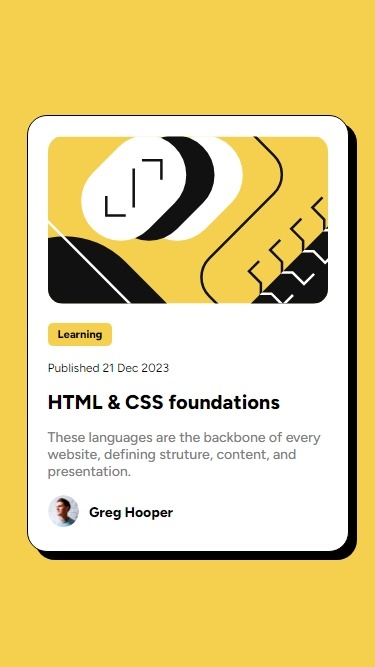 Learning
Published 21 Dec 2023
HTML & CSS foundations
These languages are the backbone of every
website, defining struture, content, and
presentation.
Greg Hooper